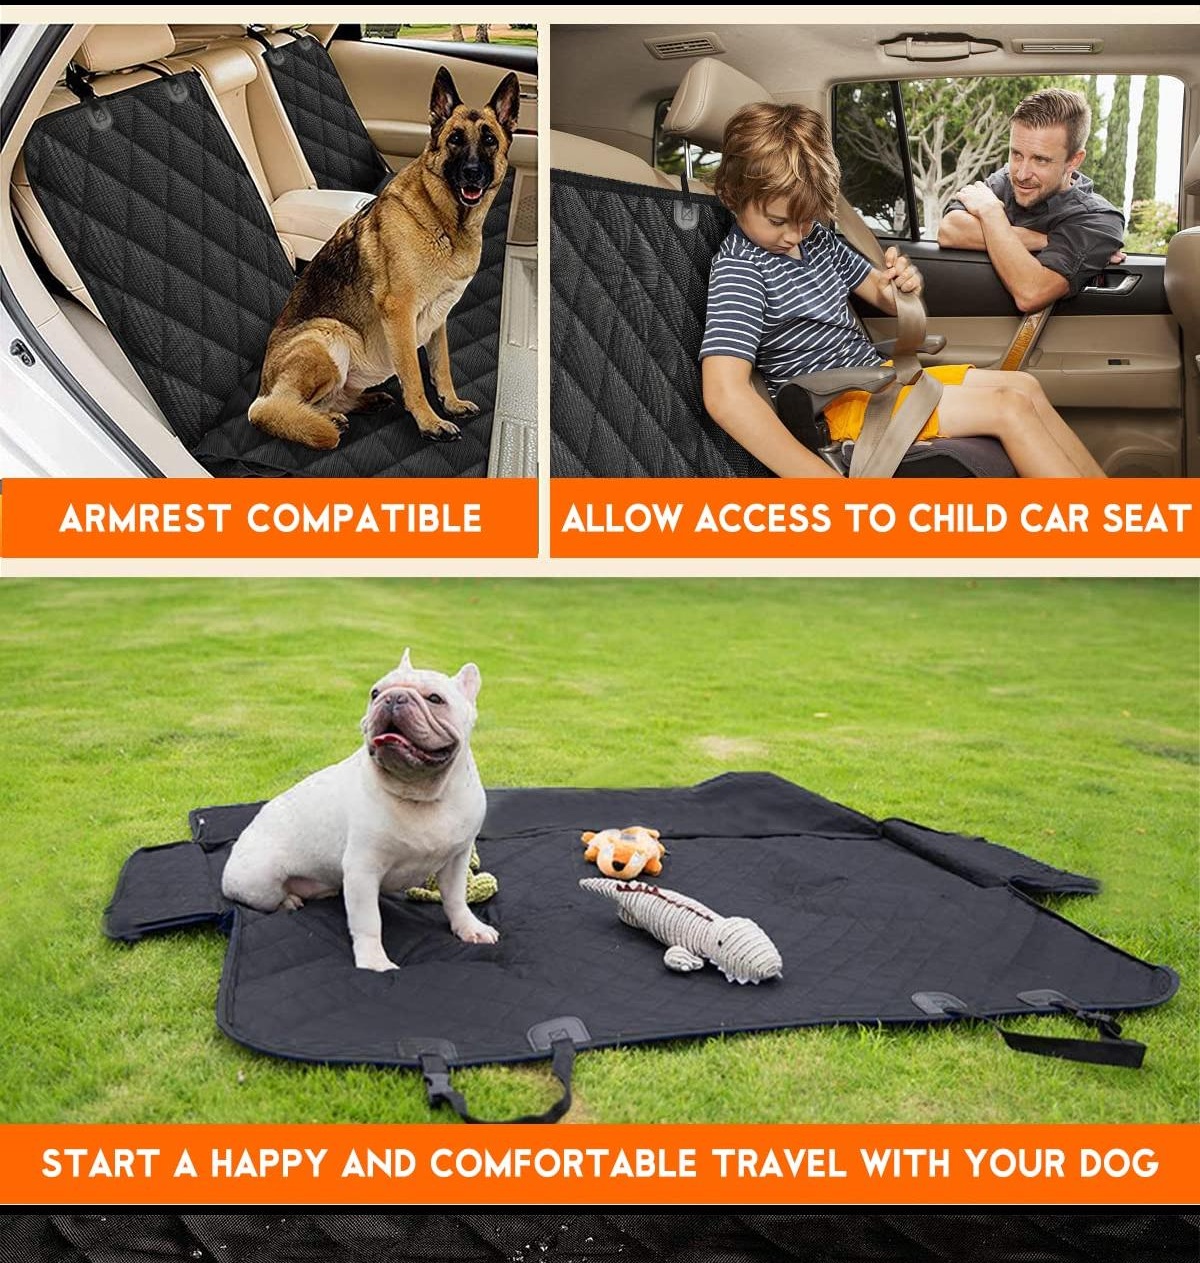 ARMREST COMPATIBLE
ALLOW ACCESS TO CHILD CAR SEAT
START A HAPPY AND COMFORTABLE TRAVEL WITH YOUR DOG